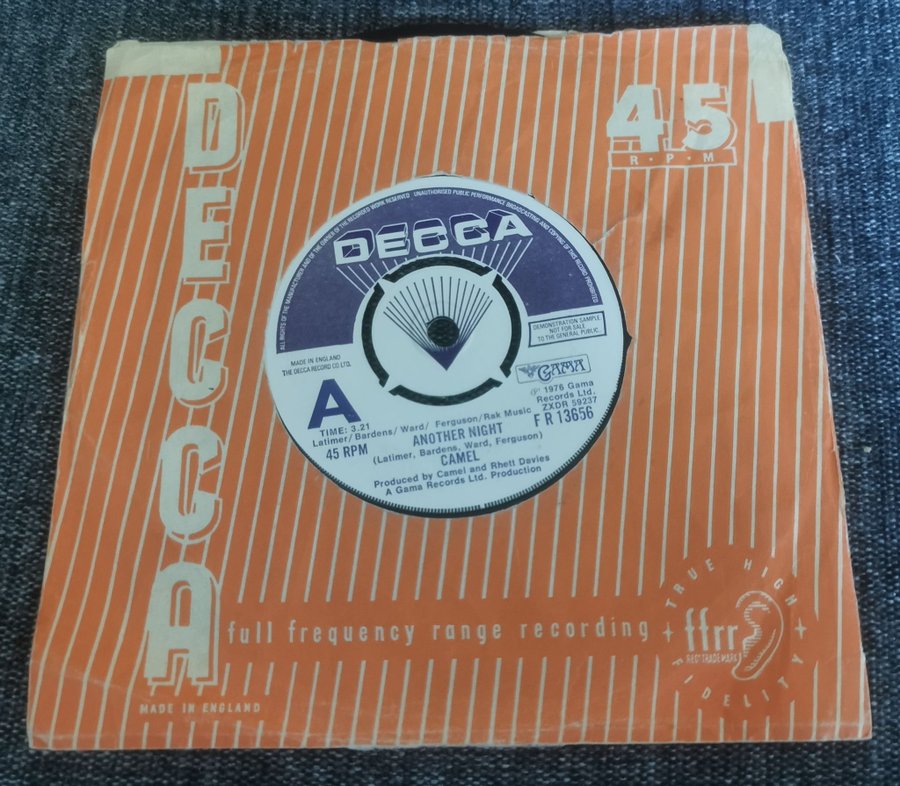 DECCA
45
R·P·M
ALL RIGHTS OF THE MANUFACTURER AND OF THE OWNER OF THE RECORDED WORK RESERVED UNAUTHORISED PUBLIC PERFORMANCE BROADCASTING AND COPYING OF THIS RECORD PROHIBITED
DECCA
DEMONSTRATION SAMPLE
NOT FOR SALE
TO THE GENERAL PUBLIC
MADE IN ENGLAND
THE DECCA RECORD CO. LTD.
GAMA
℗ 1976 Gama
Records Ltd.
ZXDR 59237
A
F R 13656
TIME: 3.21
Latimer/Bardens/Ward/ Ferguson/Rak Music
45 RPM
ANOTHER NIGHT
(Latimer, Bardens, Ward, Ferguson)
CAMEL
Produced by Camel and Rhett Davies
A Gama Records Ltd. Production
full frequency range recording
TRUE HIGH
ffrr
REGD TRADE MARK
FIDELITY
MADE IN ENGLAND